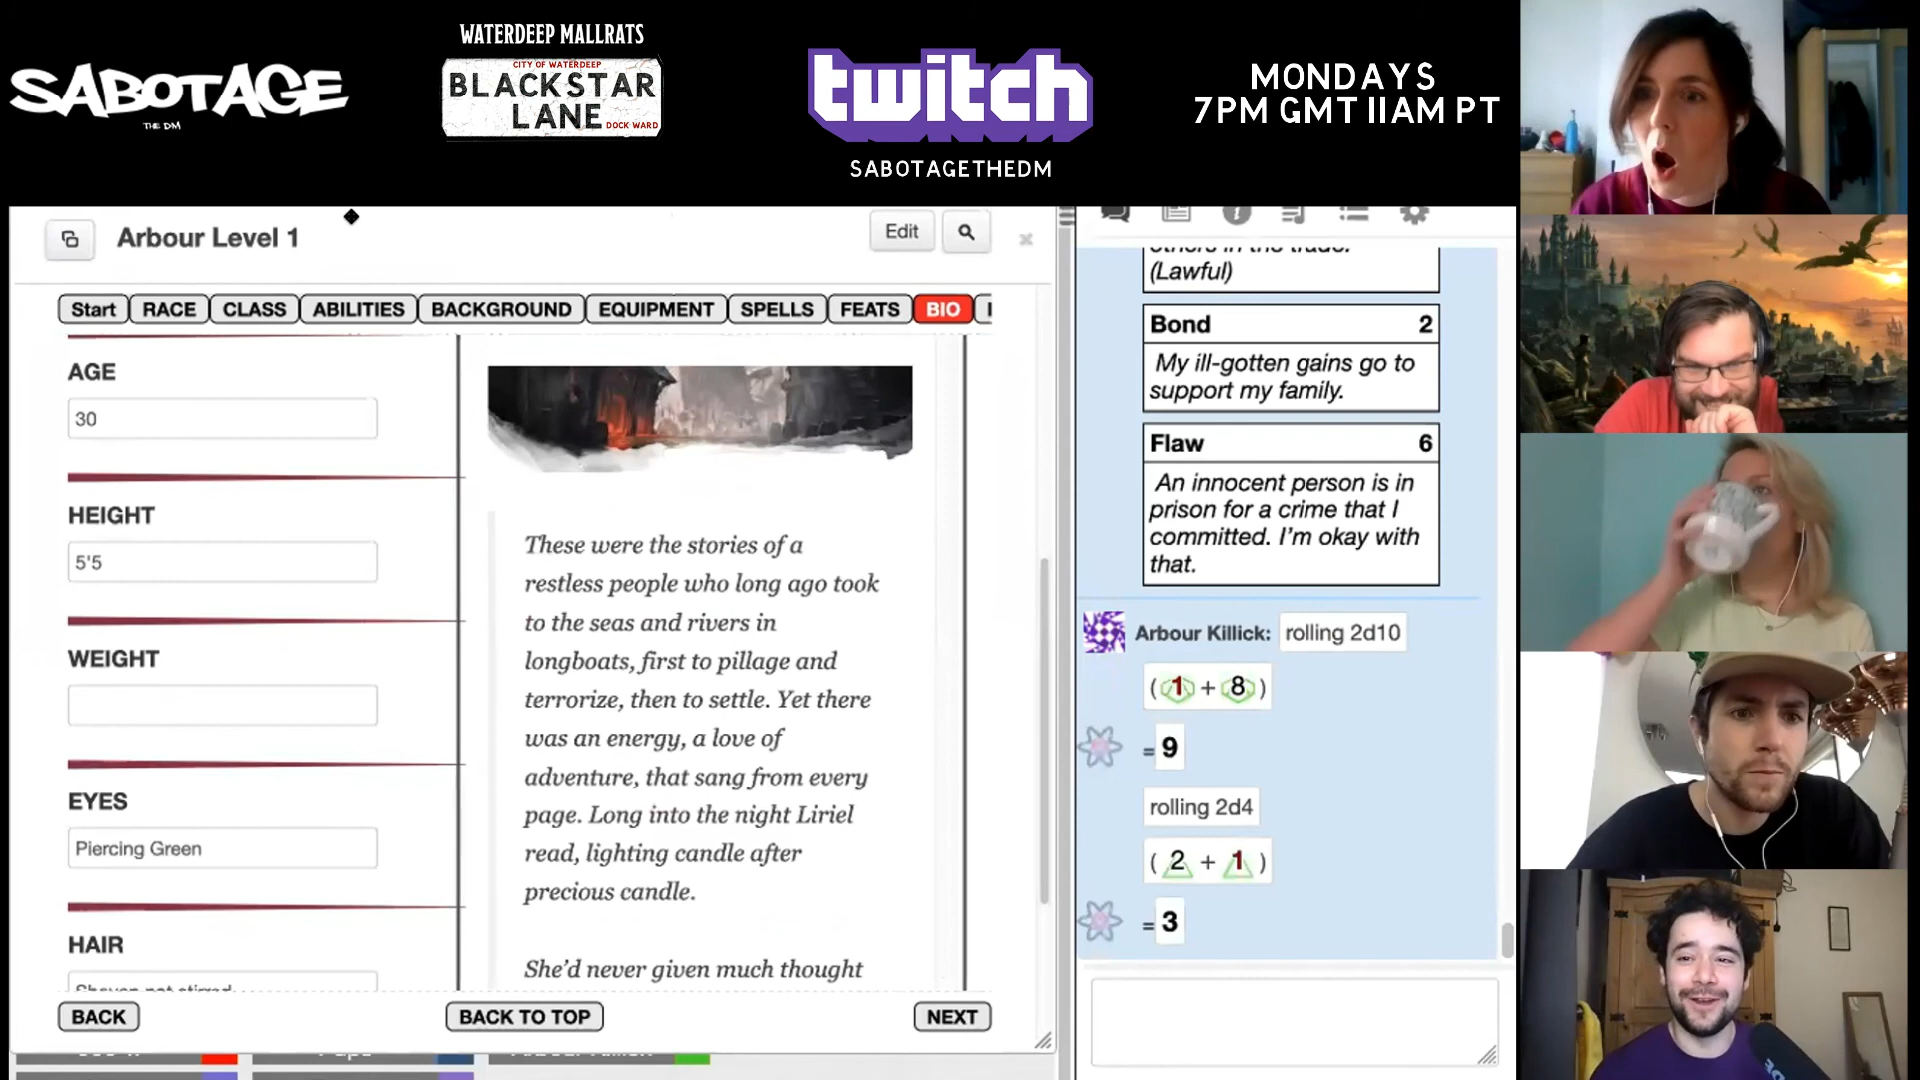 SABOTAGE
THE DM
WATERDEEP MALLRATS
CITY OF WATERDEEP
BLACKSTAR
LANE
DOCK WARD
twitch
SABOTAGETHEDM
MONDAYS
7PM GMT 11AM PT
Arbour Level 1
Edit
Start RACE CLASS ABILITIES BACKGROUND EQUIPMENT SPELLS FEATS BIO
AGE
30
HEIGHT
5'5
WEIGHT
EYES
Piercing Green
HAIR
Shaven not stirred
These were the stories of a
restless people who long ago took
to the seas and rivers in
longboats, first to pillage and
terrorize, then to settle. Yet there
was an energy, a love of
adventure, that sang from every
page. Long into the night Liriel
read, lighting candle after
precious candle.
She'd never given much thought
BACK
BACK TO TOP
NEXT
others in the trade.
(Lawful)
Bond 2
My ill-gotten gains go to
support my family.
Flaw 6
An innocent person is in
prison for a crime that I
committed. I'm okay with
that.
Arbour Killick: rolling 2d10
(1 + 8)
= 9
rolling 2d4
(2 + 1)
= 3